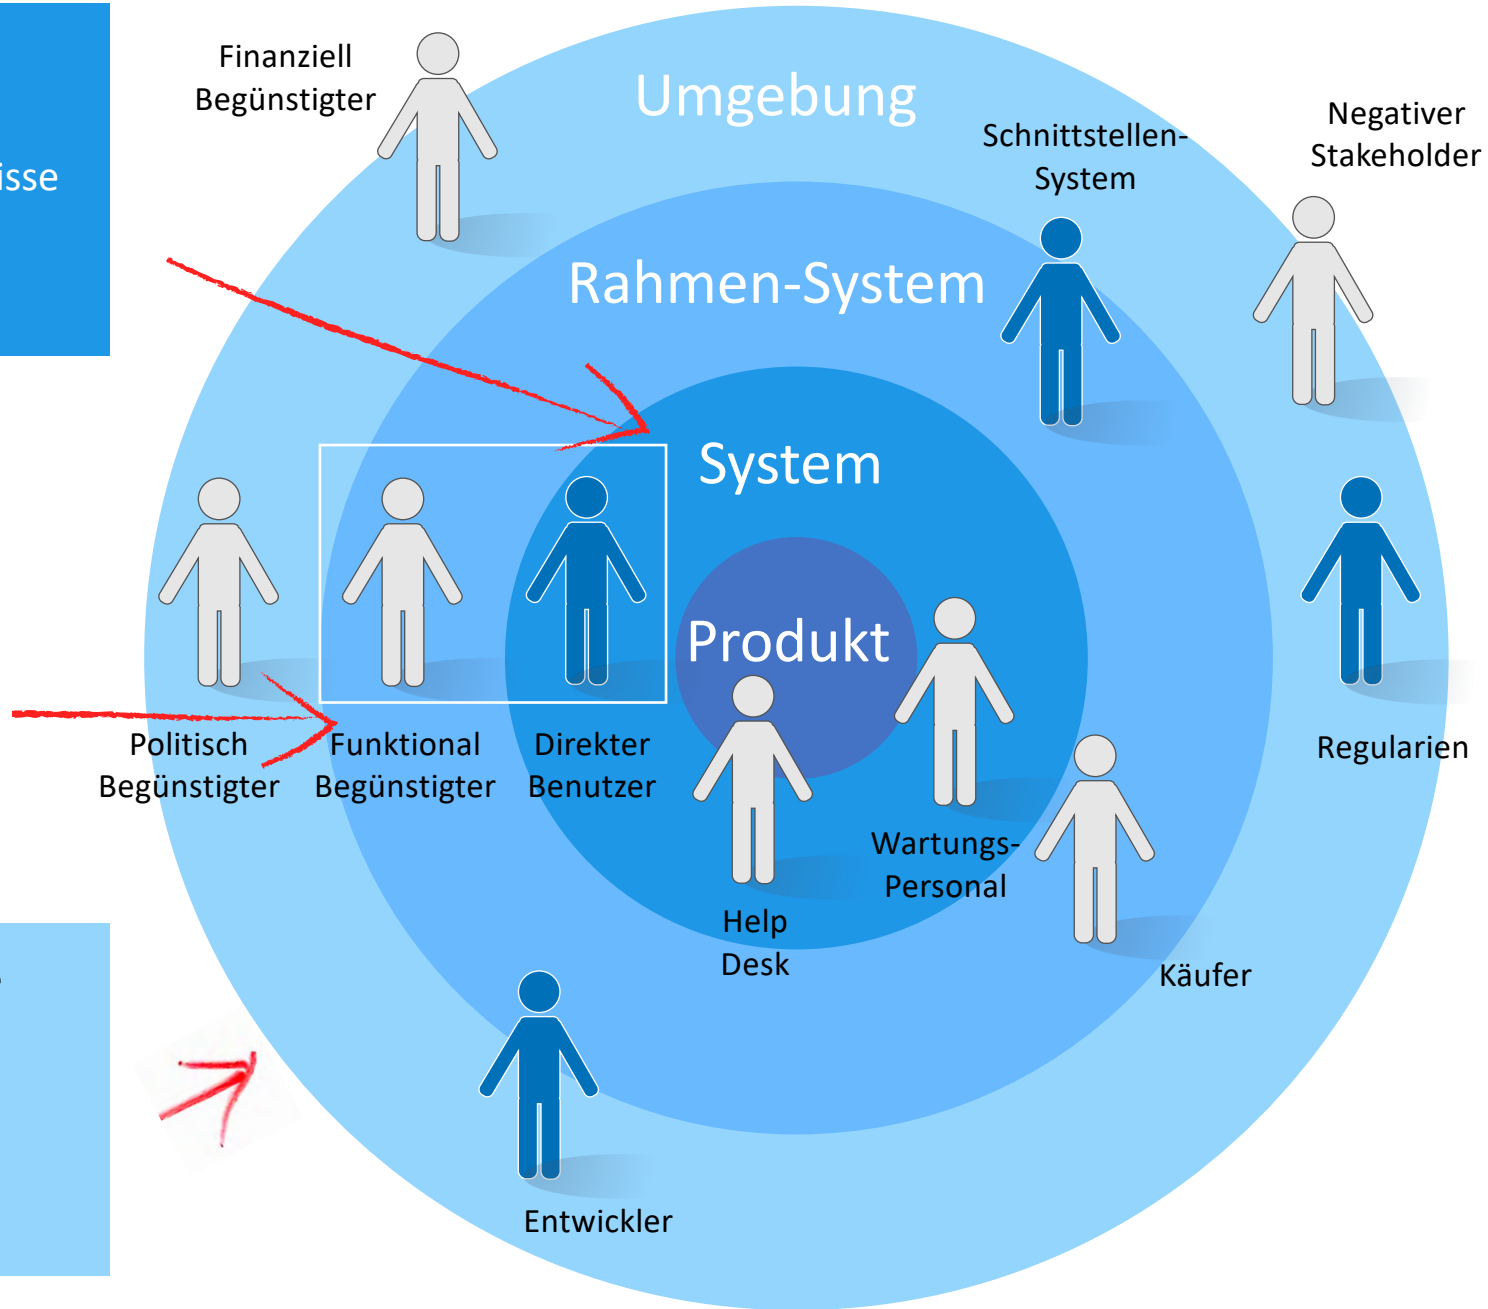 Finanziell
Begünstigter
Umgebung
Schnittstellen-
System
Negativer
Stakeholder
Rahmen-System
System
Produkt
Politisch
Begünstigter
Funktional
Begünstigter
Direkter
Benutzer
Regularien
Wartungs-
Personal
Help
Desk
Käufer
Entwickler